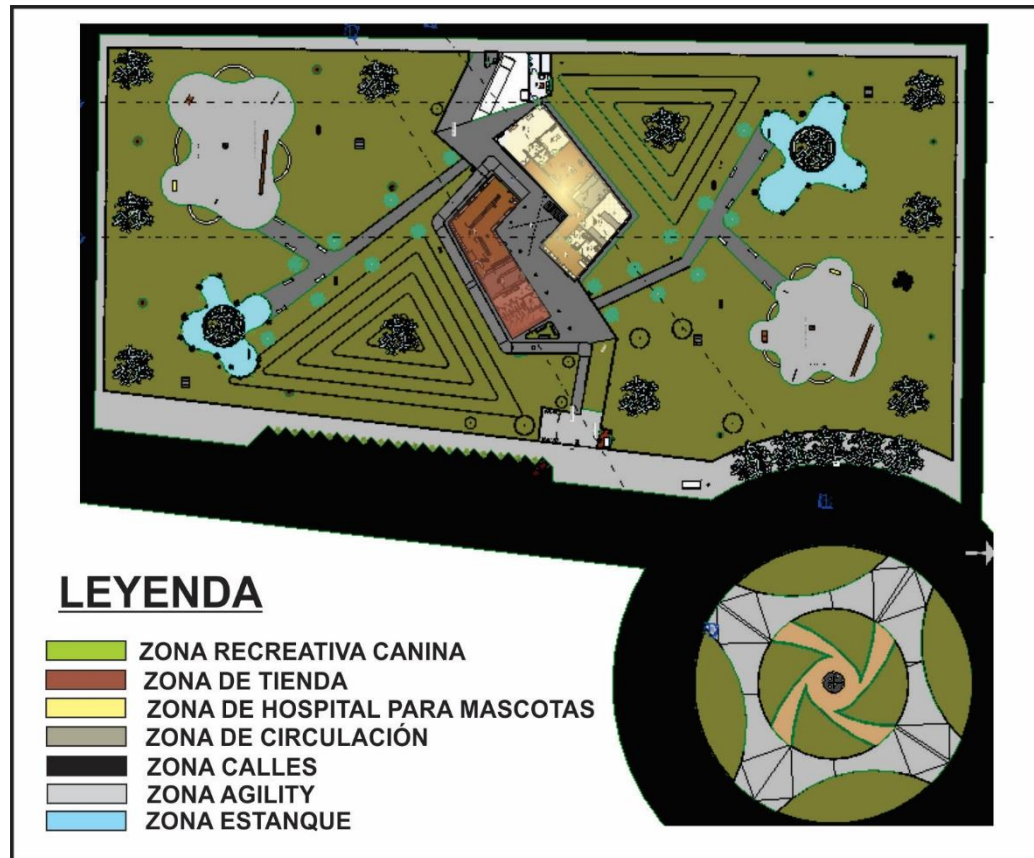 LEYENDA
ZONA RECREATIVA CANINA
ZONA DE TIENDA
ZONA DE HOSPITAL PARA MASCOTAS
ZONA DE CIRCULACIÓN
ZONA CALLES
ZONA AGILITY
ZONA ESTANQUE